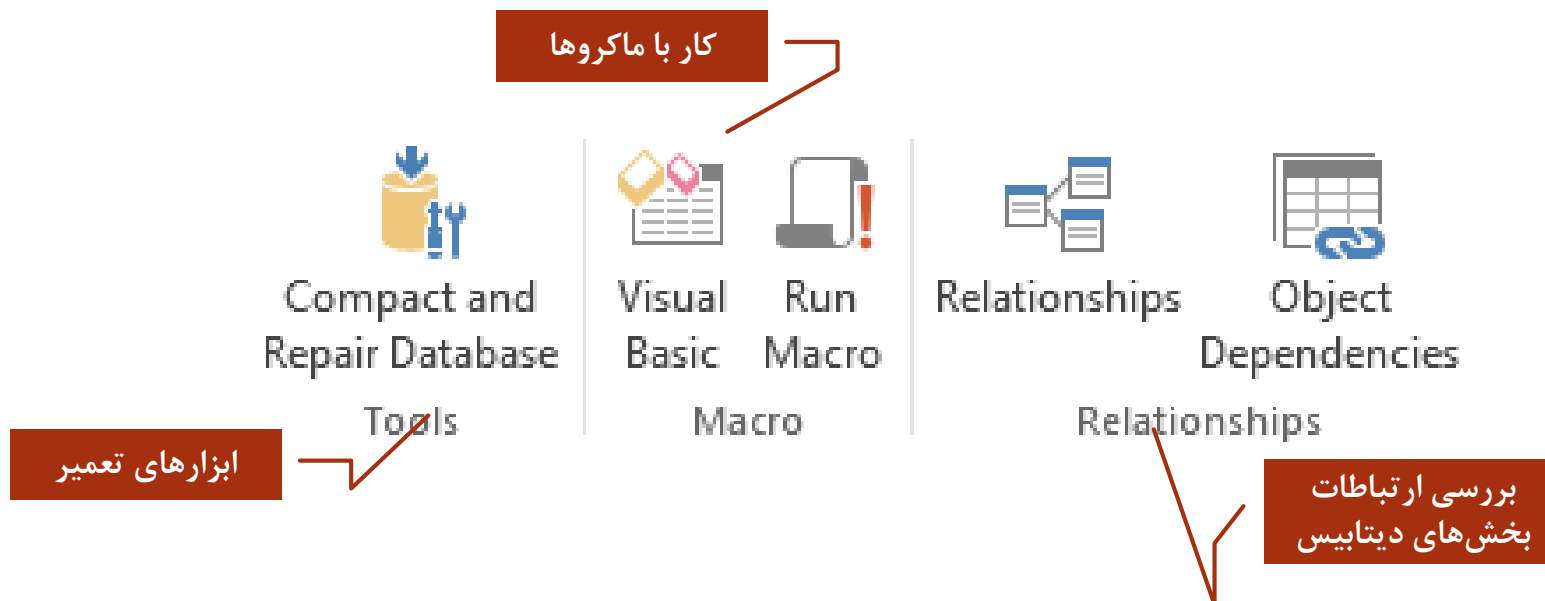 کار با ماکروها
Compact and
Repair Database
Tools
Visual
Basic
Run
Macro
Macro
Relationships
Object
Dependencies
Relationships
ابزارهای تعمیر
بررسی ارتباطات
بخش‌های دیتابیس